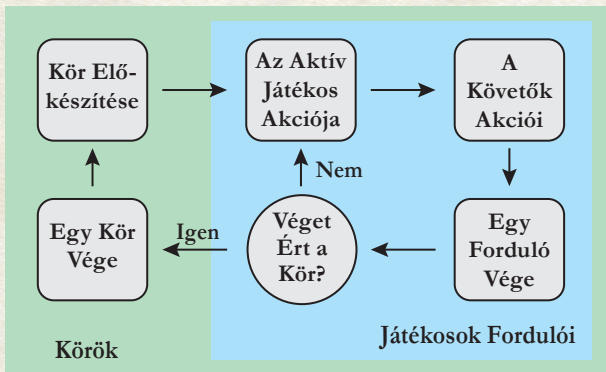 Kör Elő-
készítése
Az Aktív
Játékos
Akciója
A
Követők
Akciói
Nem
Egy Kör
Vége
Igen
Véget
Ért a
Kör?
Egy
Forduló
Vége
Körök
Játékosok Fordulói